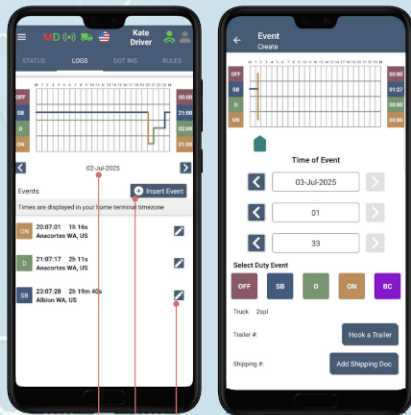 MD
Kate
Driver
STATUS
LOGS
DOT INS.
RULES
OFF
00:00
SB
21:00
D
02:00
ON
01:00
02-Jul-2025
Events
Insert Event
Times are displayed in your home terminal timezone
ON
20:07:01 1h 16s
Anacortes WA, US
D
21:07:17 2h 11s
Anacortes WA, US
SB
23:07:28 2h 19m 40s
Albion WA, US
Event
Create
OFF
00:00
SB
01:27
D
00:00
ON
00:06
Time of Event
03-Jul-2025
01
33
Select Duty Event
OFF
SB
D
ON
BC
Truck 2spl
Trailer #:
Hook a Trailer
Shipping #:
Add Shipping Doc